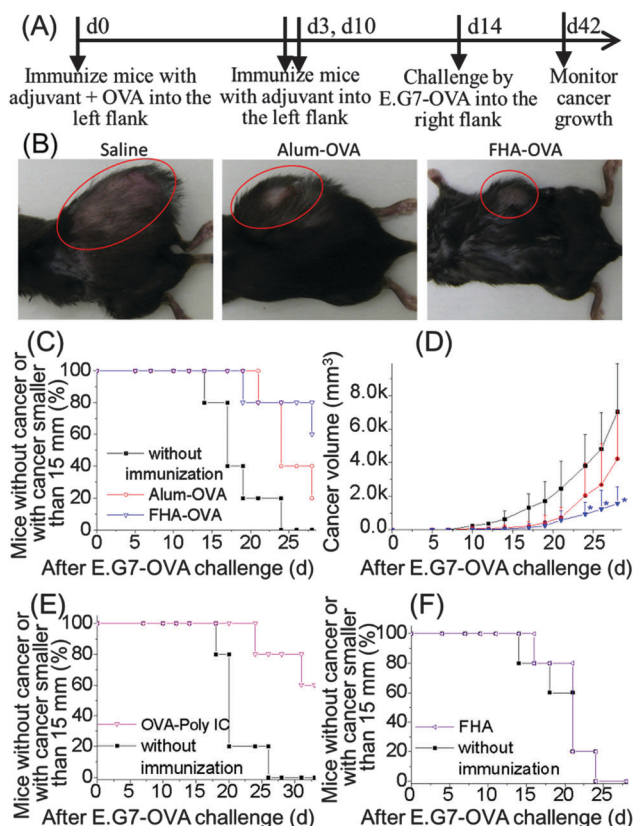 (A)
d0
d3, d10
d14
d42
Immunize mice with
adjuvant + OVA into the
left flank
Immunize mice
with adjuvant into
the left flank
Challenge by
E.G7-OVA into the
right flank
Monitor
cancer
growth
(B)
Saline
Alum-OVA
FHA-OVA
(C)
Mice without cancer or
with cancer smaller
than 15 mm (%)
100
80
60
40
20
0
without
immunization
Alum-OVA
FHA-OVA
0 5 10 15 20 25
After E.G7-OVA challenge (d)
(D)
Cancer volume (mm³)
8.0k
6.0k
4.0k
2.0k
0.0
* * *
0 5 10 15 20 25
After E.G7-OVA challenge (d)
(E)
Mice without cancer or
with cancer smaller
than 15 mm (%)
100
80
60
40
20
0
OVA-Poly IC
without
immunization
0 5 10 15 20 25 30
After E.G7-OVA challenge (d)
(F)
Mice without cancer or
with cancer smaller
than 15 mm (%)
100
80
60
40
20
0
FHA
without
immunization
0 5 10 15 20 25
After E.G7-OVA challenge (d)